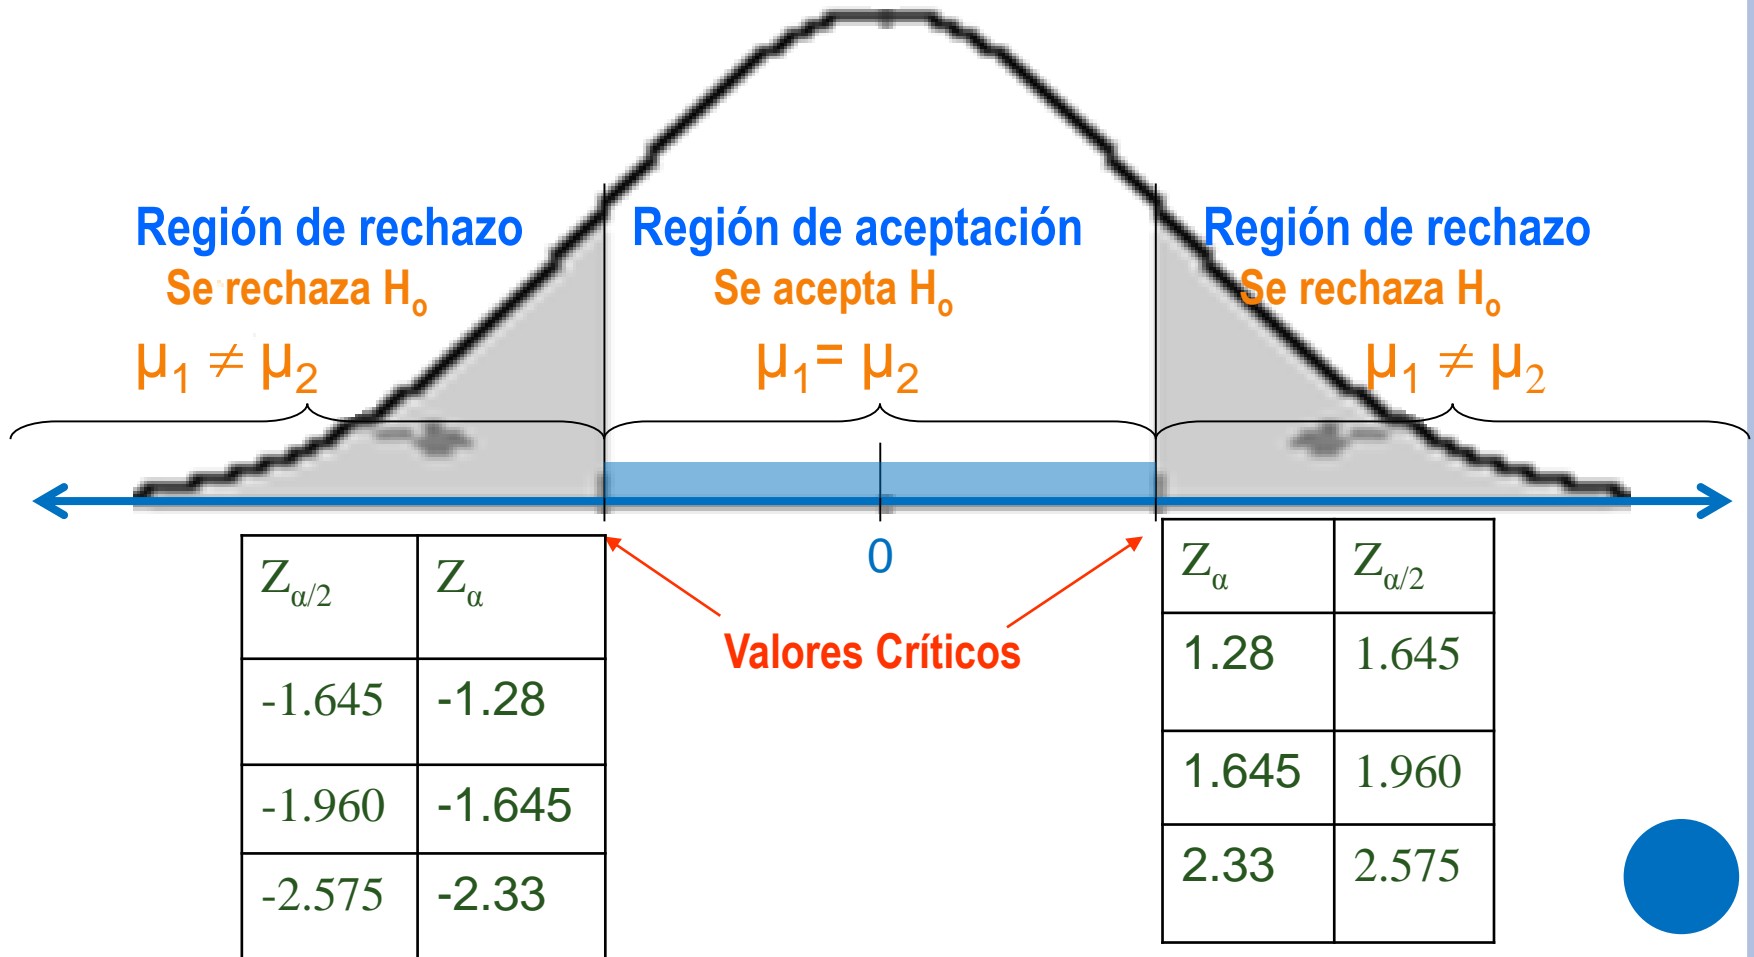 Región de rechazo
Se rechaza Ho
μ1 ≠ μ2
Región de aceptación
Se acepta Ho
μ1= μ2
Región de rechazo
Se rechaza Ho
μ1 ≠ μ2
0
Valores Críticos
Zα/2 Zα
-1.645 -1.28
-1.960 -1.645
-2.575 -2.33
Zα Zα/2
1.28 1.645
1.645 1.960
2.33 2.575